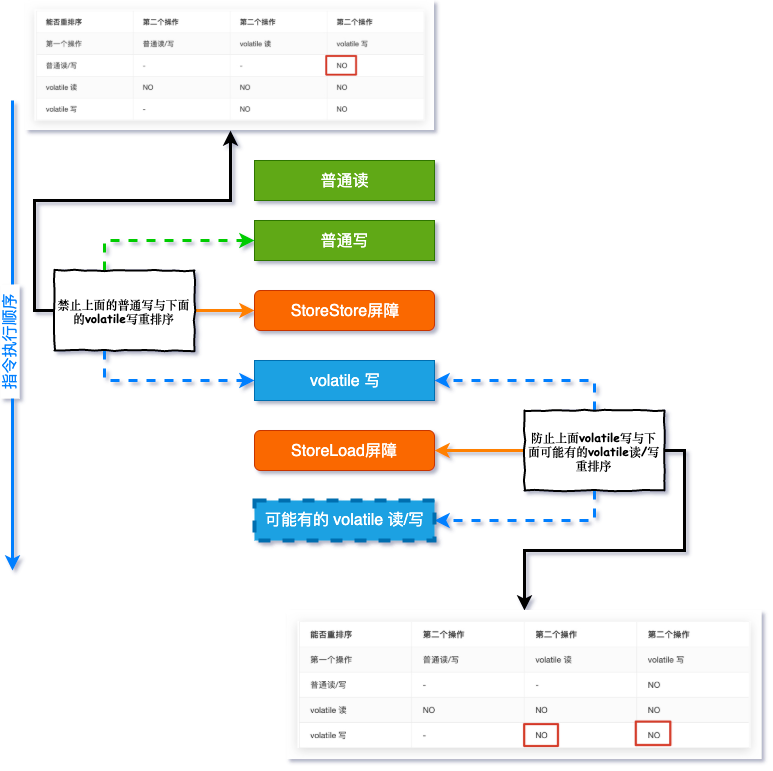 能否重排序 第二个操作 第二个操作 第二个操作
第一个操作 普通读/写 volatile 读 volatile 写
普通读/写 - - NO
volatile 读 NO NO NO
volatile 写 - NO NO
指令执行顺序
普通读
普通写
禁止上面的普通写与下面
的volatile写重排序
StoreStore屏障
volatile 写
防止上面volatile写与下
面可能有的volatile读/写
重排序
StoreLoad屏障
可能有的 volatile 读/写
能否重排序 第二个操作 第二个操作 第二个操作
第一个操作 普通读/写 volatile 读 volatile 写
普通读/写 - - NO
volatile 读 NO NO NO
volatile 写 - NO NO